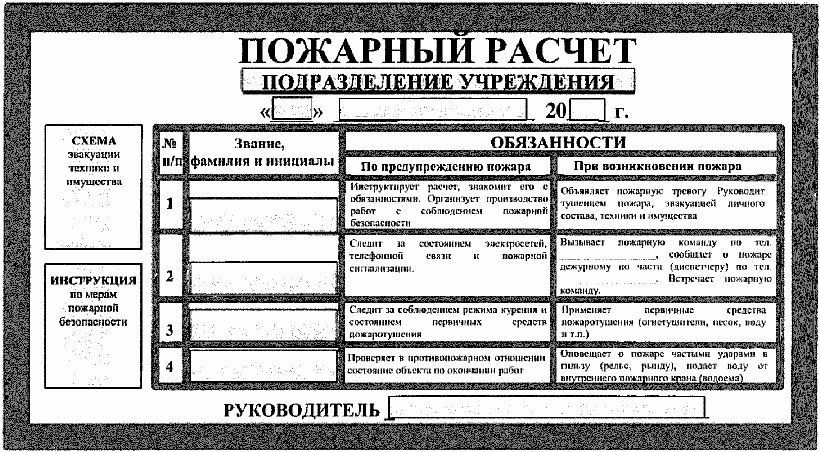 ПОЖАРНЫЙ РАСЧЕТ
ПОДРАЗДЕЛЕНИЕ УЧРЕЖДЕНИЯ
« » 20 г.
СХЕМА
эвакуации
техники и
имущества
ИНСТРУКЦИЯ
по мерам
пожарной
безопасности
№
п/п
Звание,
фамилия и инициалы
ОБЯЗАННОСТИ
По предупреждению пожара
При возникновении пожара
1
Инструктирует расчет, знакомит его с
обязанностями. Организует производство
работ с соблюдением пожарной
безопасности
Объявляет пожарную тревогу Руководит
тушением пожара, эвакуацией личного
состава, техники и имущества
2
Следит за состоянием электросетей,
телефонной связи и пожарной
сигнализации.
Вызывает пожарную команду по тел.
____________, сообщает о пожаре
дежурному по части (диспетчеру) по тел.
____________. Встречает пожарную
команду.
3
Следит за соблюдением режима курения и
состоянием первичных средств
пожаротушения
Применяет первичные средства
пожаротушения (огнетушители, песок, воду
и т.п.)
4
Проверяет в противопожарном отношении
состояние объекта по окончании работ
Оповещает о пожаре частыми ударами в
гильзу (рельс, рынду), подает воду от
внутреннего пожарного крана (водоема)
РУКОВОДИТЕЛЬ